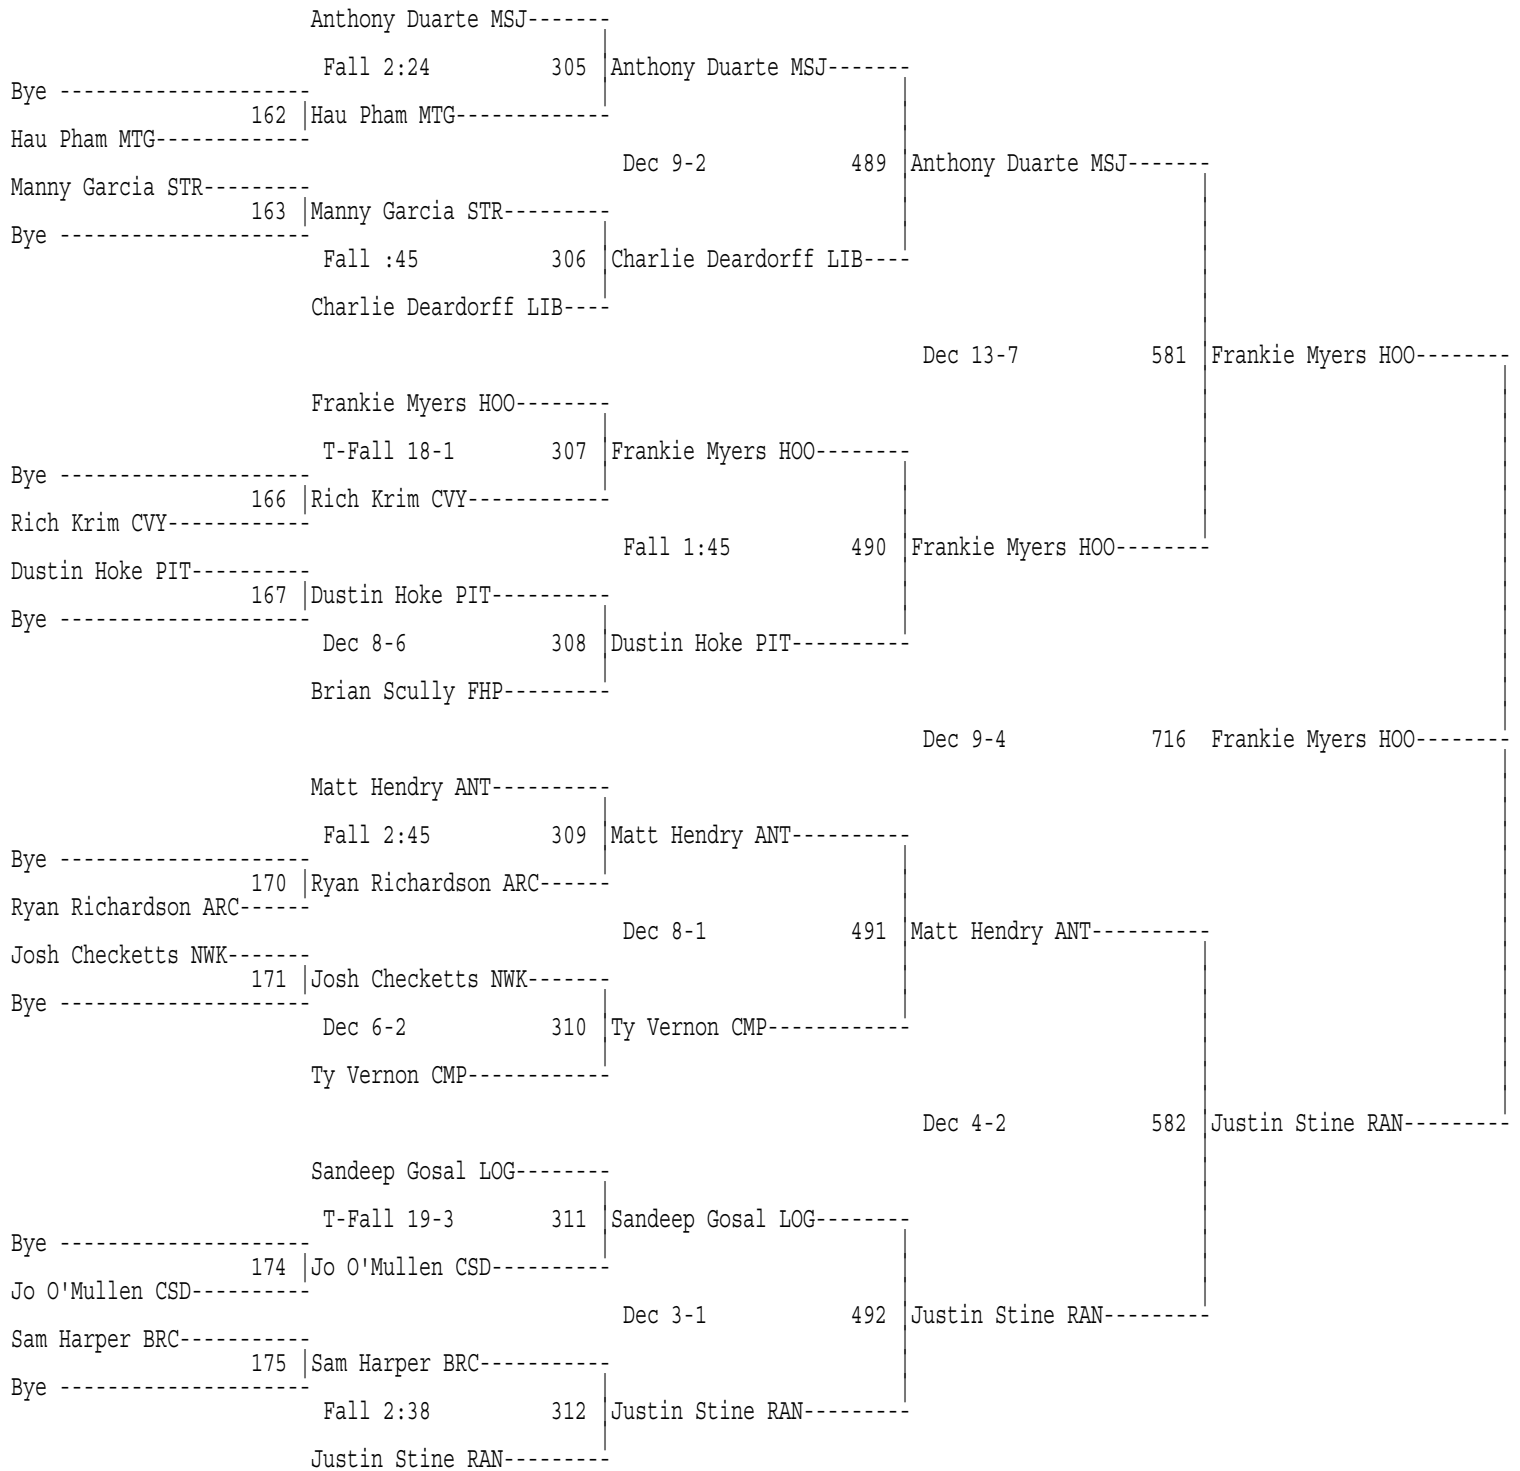 Anthony Duarte MSJ-------
Fall 2:24 305 |Anthony Duarte MSJ-------
Bye ---------------------
162 |Hau Pham MTG-------------
Hau Pham MTG-------------
Dec 9-2 489 |Anthony Duarte MSJ-------
Manny Garcia STR---------
163 |Manny Garcia STR---------
Bye ---------------------
Fall :45 306 |Charlie Deardorff LIB----
Charlie Deardorff LIB----
Dec 13-7 581 |Frankie Myers HOO--------
Frankie Myers HOO--------
T-Fall 18-1 307 |Frankie Myers HOO--------
Bye ---------------------
166 |Rich Krim CVY------------
Rich Krim CVY------------
Fall 1:45 490 |Frankie Myers HOO--------
Dustin Hoke PIT----------
167 |Dustin Hoke PIT----------
Bye ---------------------
Dec 8-6 308 |Dustin Hoke PIT----------
Brian Scully FHP---------
Dec 9-4 716 Frankie Myers HOO--------
Matt Hendry ANT----------
Fall 2:45 309 |Matt Hendry ANT----------
Bye ---------------------
170 |Ryan Richardson ARC------
Ryan Richardson ARC------
Dec 8-1 491 |Matt Hendry ANT----------
Josh Checketts NWK-------
171 |Josh Checketts NWK-------
Bye ---------------------
Dec 6-2 310 |Ty Vernon CMP------------
Ty Vernon CMP------------
Dec 4-2 582 |Justin Stine RAN---------
Sandeep Gosal LOG--------
T-Fall 19-3 311 |Sandeep Gosal LOG--------
Bye ---------------------
174 |Jo O'Mullen CSD----------
Jo O'Mullen CSD----------
Dec 3-1 492 |Justin Stine RAN---------
Sam Harper BRC-----------
175 |Sam Harper BRC-----------
Bye ---------------------
Fall 2:38 312 |Justin Stine RAN---------
Justin Stine RAN---------